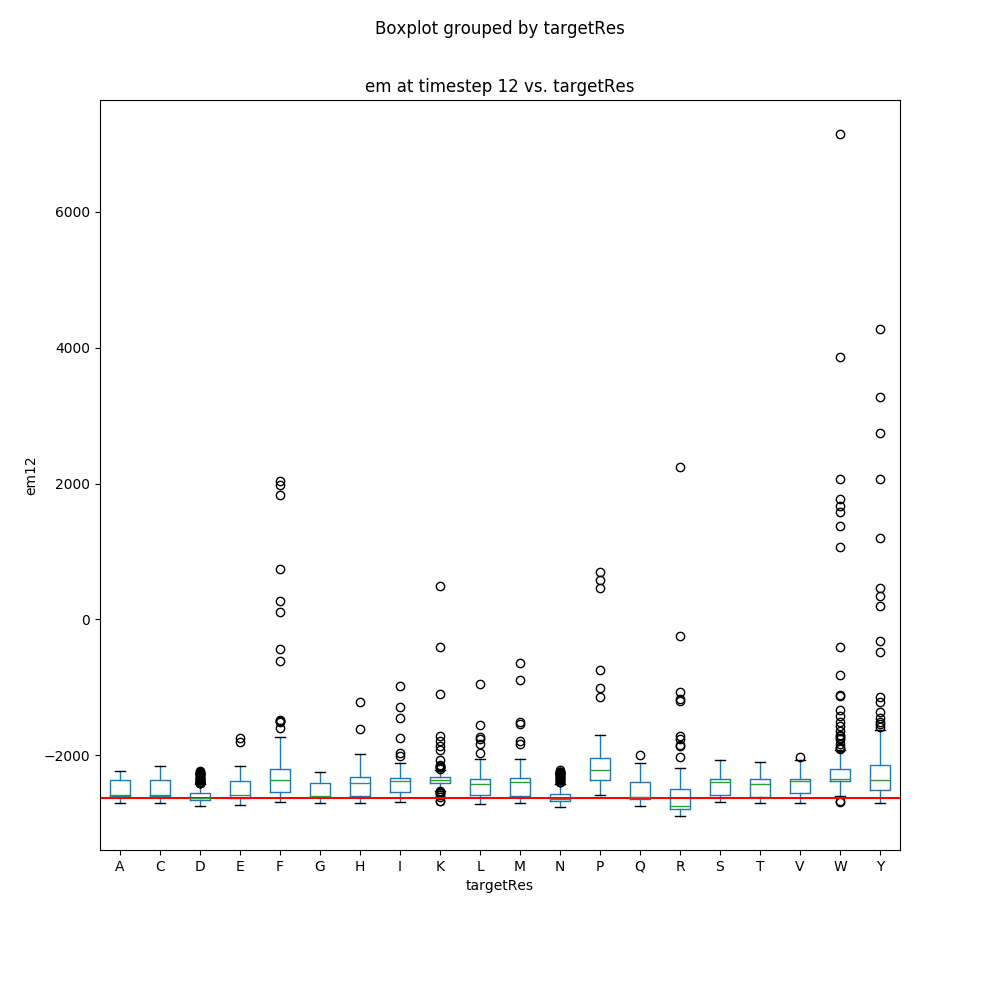 Boxplot grouped by targetRes
em at timestep 12 vs. targetRes
6000
4000
2000
0
−2000
em12
A C D E F G H I K L M N P Q R S T V W Y
targetRes